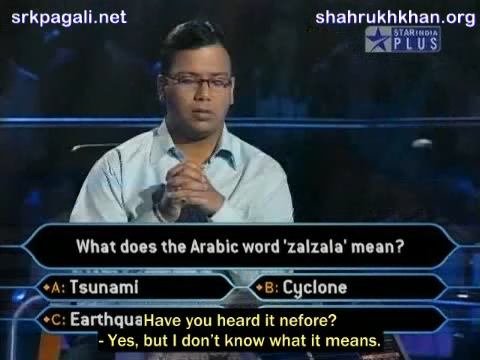 srkpagali.net
shahrukhkhan.org
STAR INDIA
PLUS
What does the Arabic word 'zalzala' mean?
A: Tsunami
B: Cyclone
C: Earthqua
Have you heard it nefore?
- Yes, but I don't know what it means.